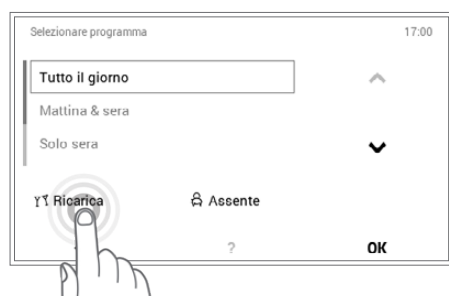 Selezionare programma 17:00
Tutto il giorno
Mattina & sera
Solo sera
Ricarica Assente
? OK